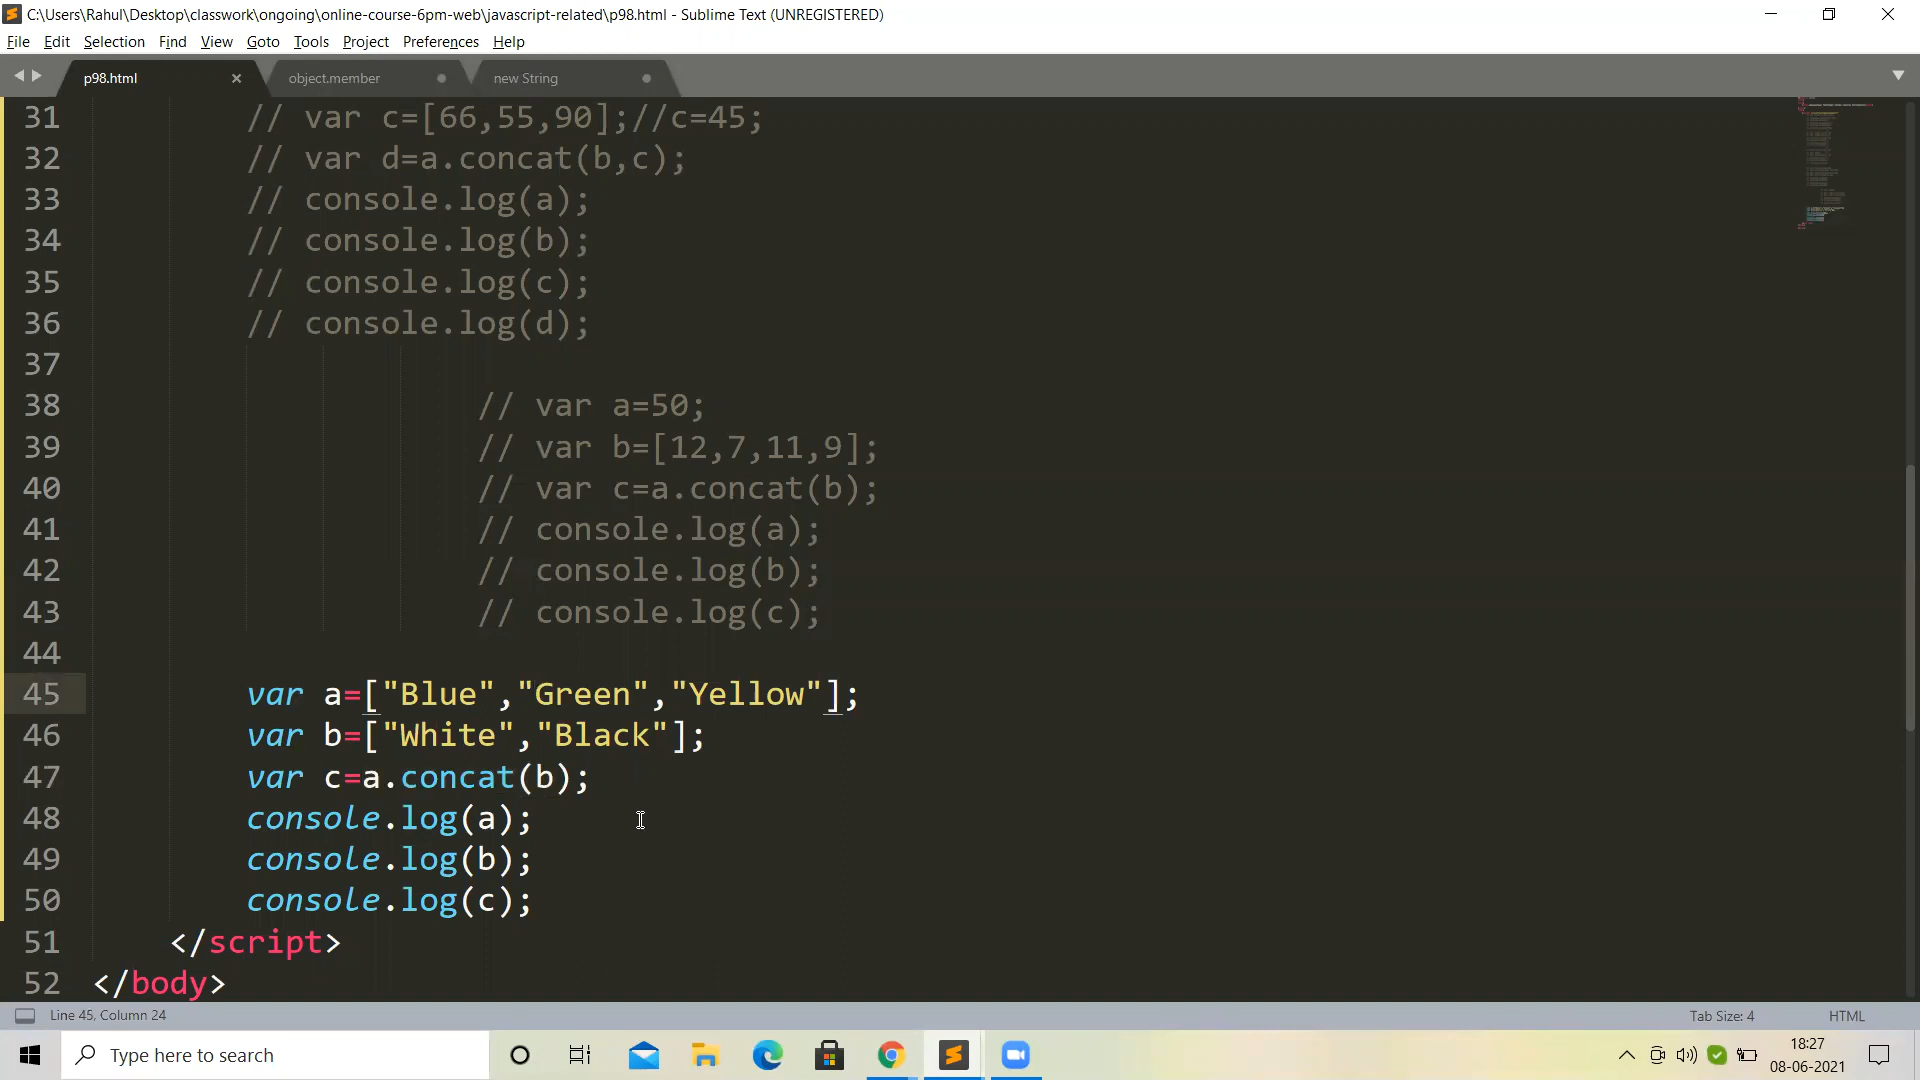 C:\Users\Rahul\Desktop\classwork\ongoing\online-course-6pm-web\javascript-related\p98.html - Sublime Text (UNREGISTERED)
File Edit Selection Find View Goto Tools Project Preferences Help
p98.html object.member new String
31 // var c=[66,55,90];//c=45;
32 // var d=a.concat(b,c);
33 // console.log(a);
34 // console.log(b);
35 // console.log(c);
36 // console.log(d);
37
38 // var a=50;
39 // var b=[12,7,11,9];
40 // var c=a.concat(b);
41 // console.log(a);
42 // console.log(b);
43 // console.log(c);
44
45 var a=["Blue","Green","Yellow"];
46 var b=["White","Black"];
47 var c=a.concat(b);
48 console.log(a);
49 console.log(b);
50 console.log(c);
51 </script>
52 </body>
Line 45, Column 24 Tab Size: 4 HTML
Type here to search
18:27
08-06-2021